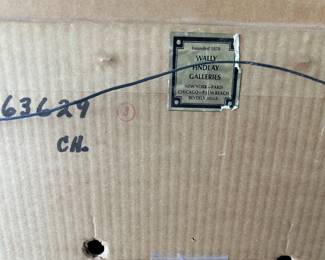 Founded 1870
WALLY
FINDLAY
GALLERIES
NEW YORK - PARIS
CHICAGO - PALM BEACH
BEVERLY HILLS
63629
CH.